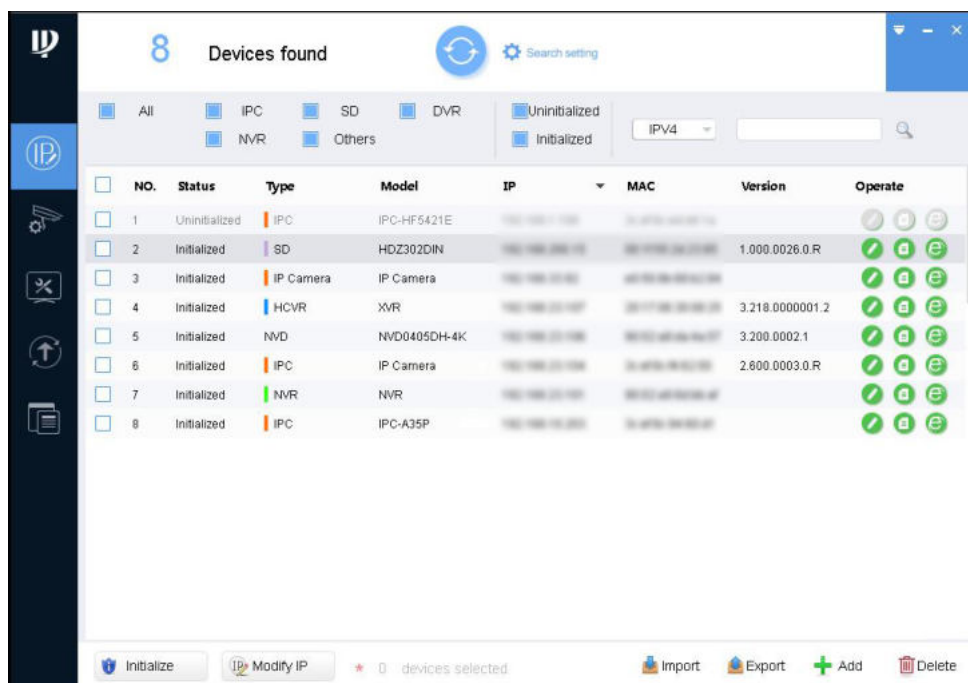 8 Devices found Search setting
All IPC SD DVR Uninitialized
NVR Others Initialized IPV4
NO. Status Type Model IP MAC Version Operate
1 Uninitialized IPC IPC-HF5421E
2 Initialized SD HDZ302DIN 1.000.0026.0.R
3 Initialized IP Camera IP Camera
4 Initialized HCVR XVR 3.218.0000001.2
5 Initialized NVD NVD0405DH-4K 3.200.0002.1
6 Initialized IPC IP Camera 2.600.0003.0.R
7 Initialized NVR NVR
8 Initialized IPC IPC-A35P
Initialize Modify IP * 0 devices selected Import Export Add Delete